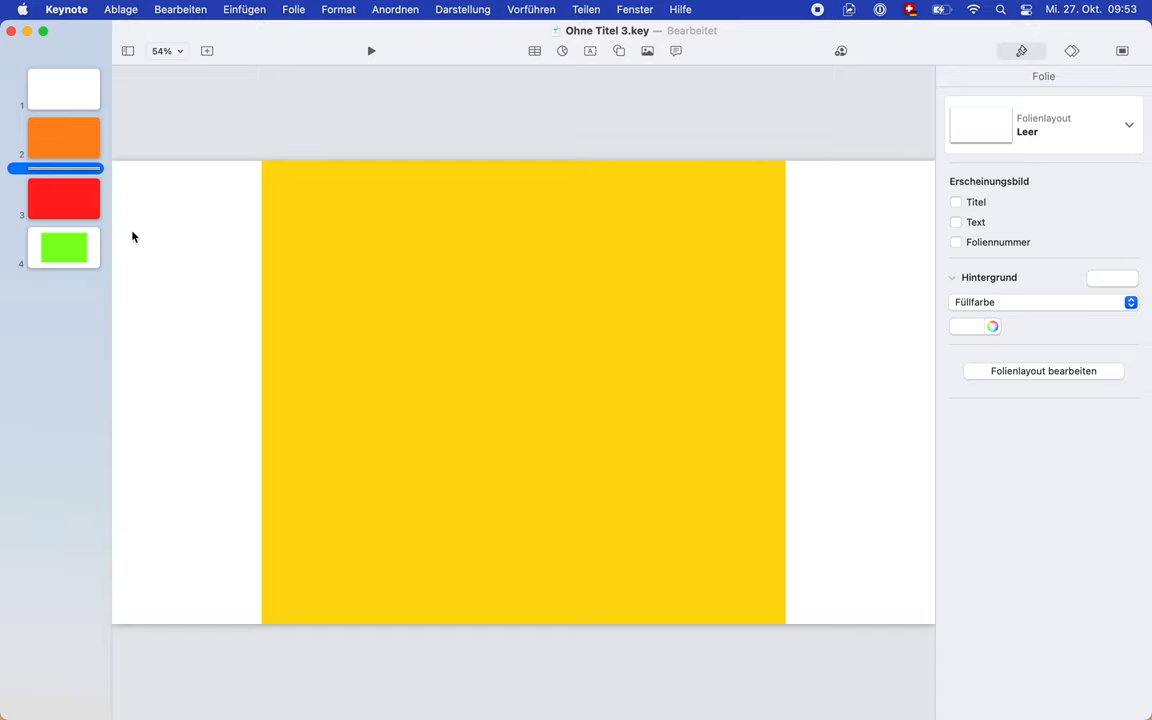 Keynote Ablage Bearbeiten Einfügen Folie Format Anordnen Darstellung Vorführen Teilen Fenster Hilfe Mi. 27. Okt. 09:53
Ohne Titel 3.key — Bearbeitet
54%
Folie
Folienlayout
Leer
Erscheinungsbild
Titel
Text
Foliennummer
Hintergrund
Füllfarbe
Folienlayout bearbeiten
1
2
3
4